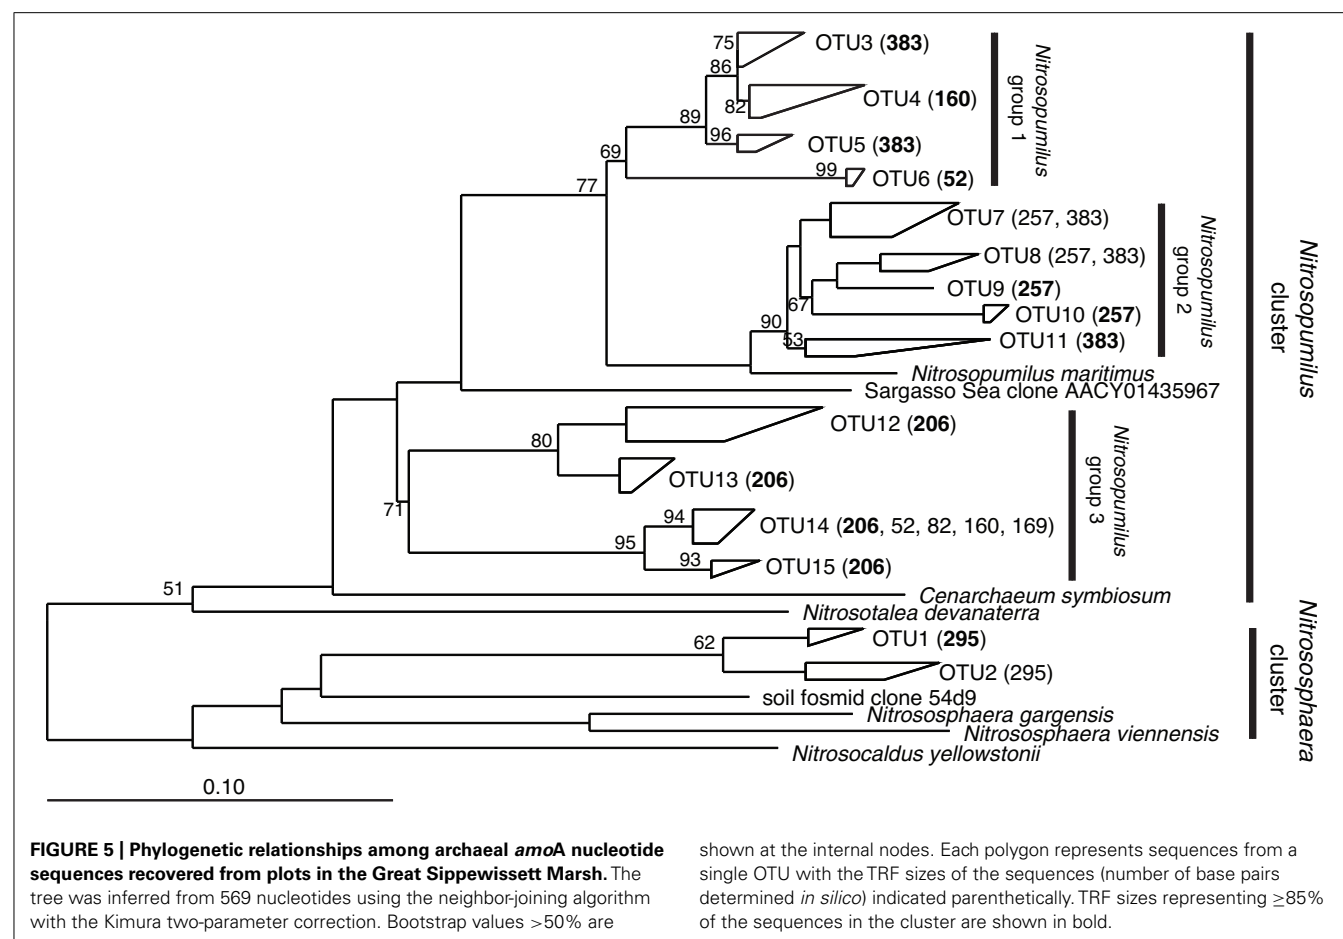 75
OTU3 (383)
86
82
OTU4 (160)
89
96
OTU5 (383)
69
99
OTU6 (52)
77
Nitrosopumilus
group 1
OTU7 (257, 383)
OTU8 (257, 383)
OTU9 (257)
67
OTU10 (257)
90
53
OTU11 (383)
Nitrosopumilus
group 2
Nitrosopumilus maritimus
Sargasso Sea clone AACY01435967
OTU12 (206)
80
OTU13 (206)
71
94
OTU14 (206, 52, 82, 160, 169)
95
93
OTU15 (206)
Nitrosopumilus
group 3
51
Cenarchaeum symbiosum
Nitrosopumilus
cluster
Nitrosotalea devanaterra
62
OTU1 (295)
OTU2 (295)
soil fosmid clone 54d9
Nitrososphaera gargensis
Nitrososphaera viennensis
Nitrososphaera
cluster
Nitrosocaldus yellowstonii
0.10
FIGURE 5 | Phylogenetic relationships among archaeal amoA nucleotide
sequences recovered from plots in the Great Sippewissett Marsh. The
tree was inferred from 569 nucleotides using the neighbor-joining algorithm
with the Kimura two-parameter correction. Bootstrap values >50% are
shown at the internal nodes. Each polygon represents sequences from a
single OTU with the TRF sizes of the sequences (number of base pairs
determined in silico) indicated parenthetically. TRF sizes representing ≥85%
of the sequences in the cluster are shown in bold.